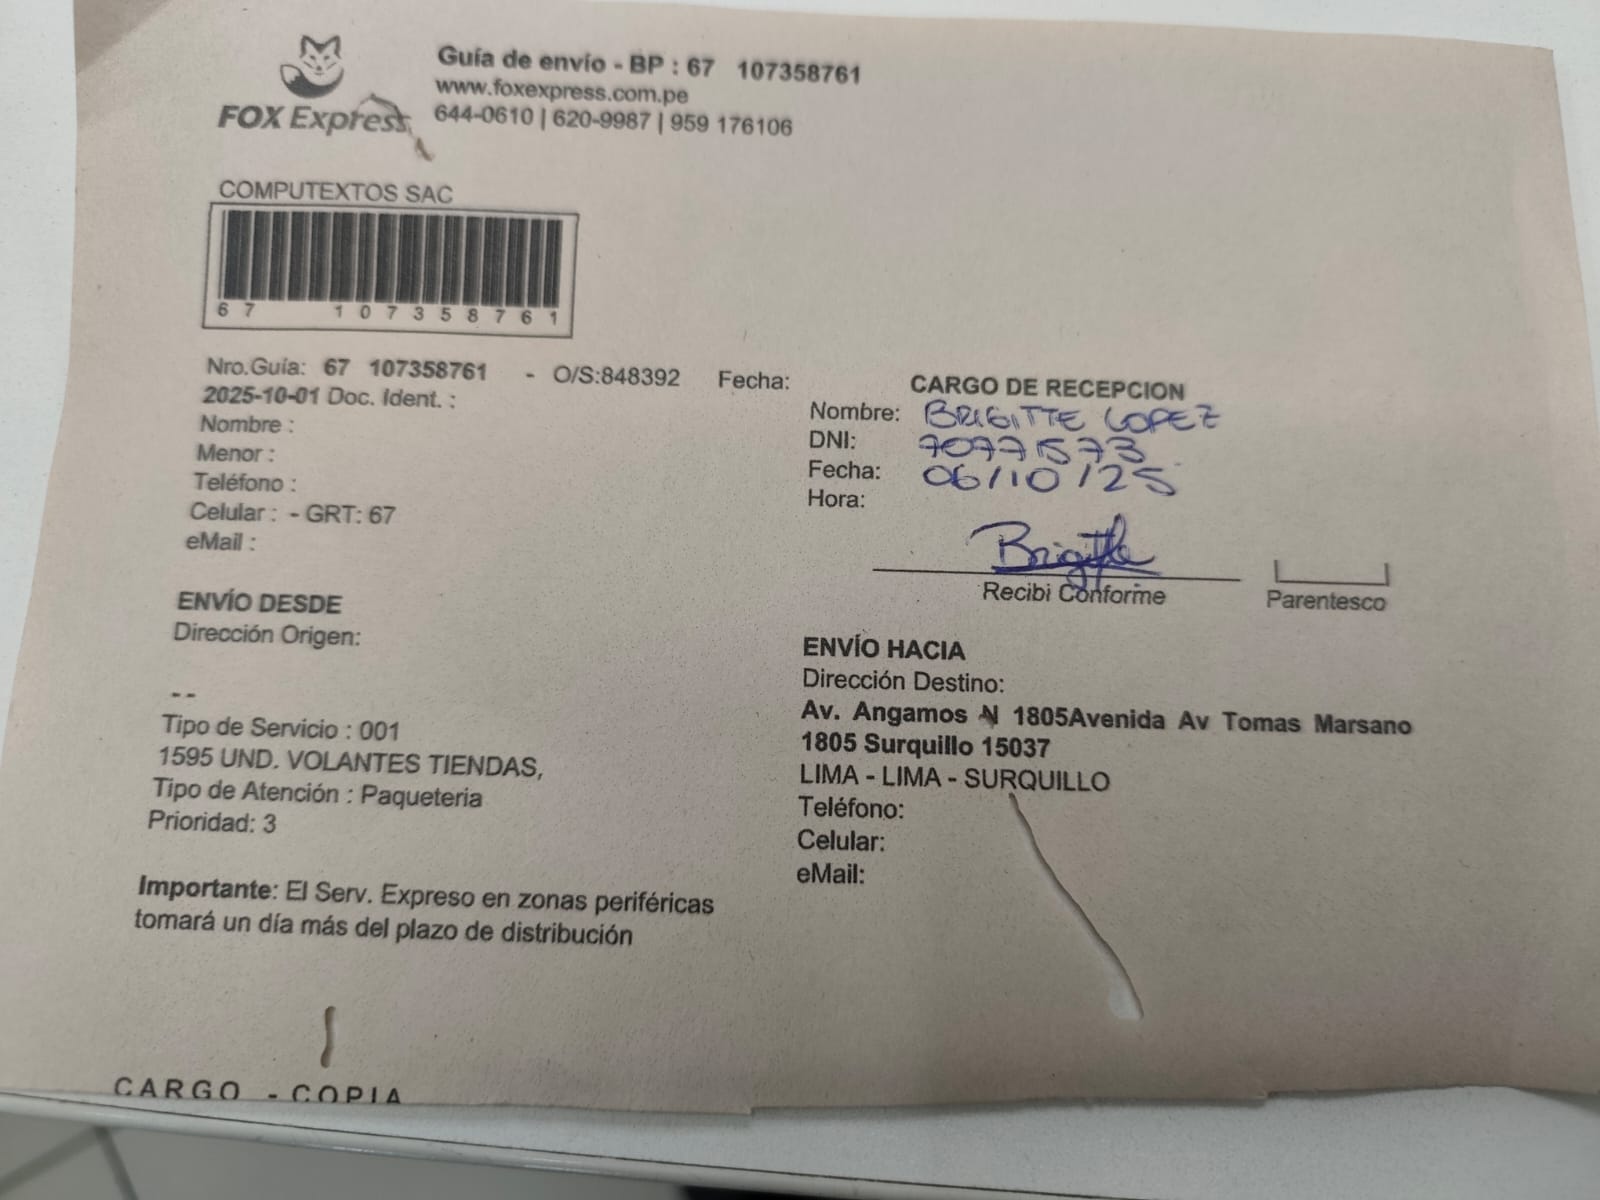 Guía de envío - BP : 67 107358761
www.foxexpress.com.pe
644-0610 | 620-9987 | 959 176106
FOX Express
COMPUTEXTOS SAC
67 107358761
Nro.Guía: 67 107358761 - O/S:848392 Fecha:
2025-10-01 Doc. Ident. :
Nombre :
Menor :
Teléfono :
Celular : - GRT: 67
eMail :
CARGO DE RECEPCION
Nombre: BRIGITTE LOPEZ
DNI: 70771573
Fecha: 06/10/25
Hora:
Brigitte
Recibi Conforme
Parentesco
ENVÍO DESDE
Dirección Origen:
--
Tipo de Servicio : 001
1595 UND. VOLANTES TIENDAS,
Tipo de Atención : Paqueteria
Prioridad: 3
ENVÍO HACIA
Dirección Destino:
Av. Angamos N 1805Avenida Av Tomas Marsano
1805 Surquillo 15037
LIMA - LIMA - SURQUILLO
Teléfono:
Celular:
eMail:
Importante: El Serv. Expreso en zonas periféricas
tomará un día más del plazo de distribución
CARGO - COPIA